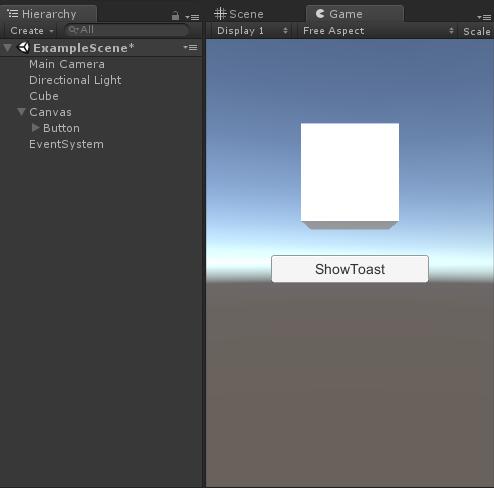 Hierarchy
Create
All
ExampleScene*
Main Camera
Directional Light
Cube
Canvas
Button
EventSystem
Scene
Game
Display 1
Free Aspect
Scale
ShowToast